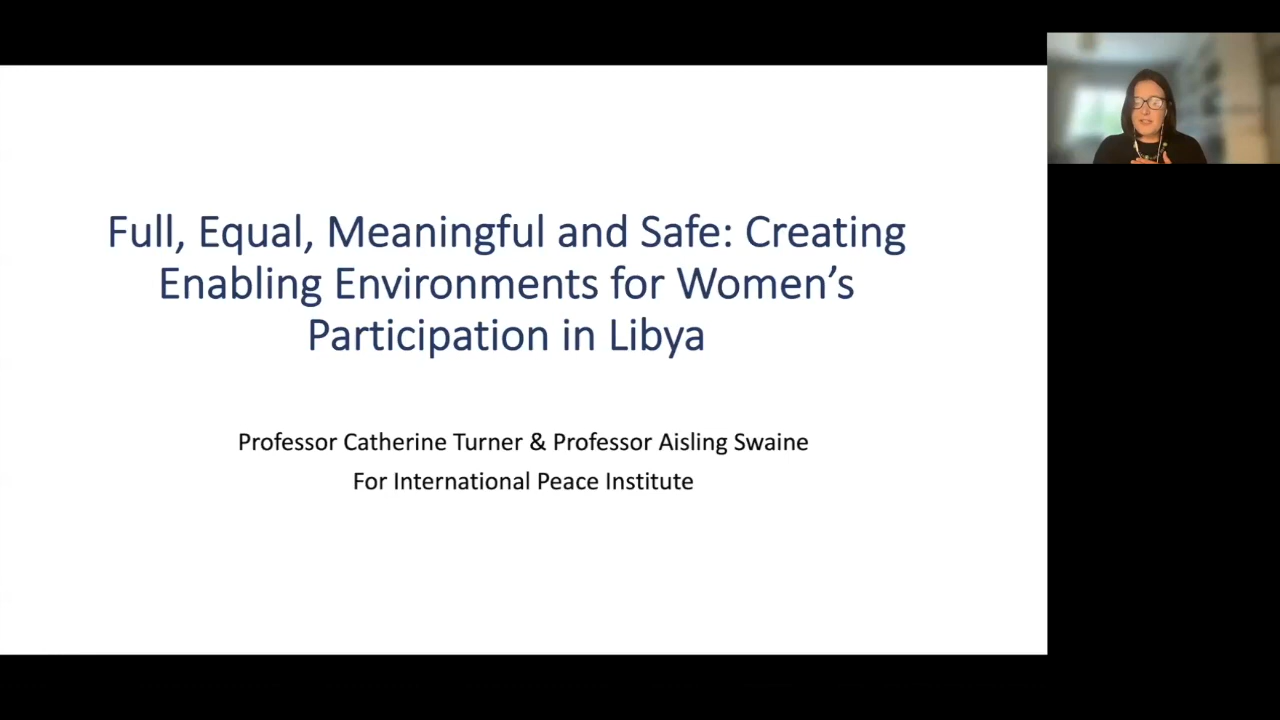 Full, Equal, Meaningful and Safe: Creating
Enabling Environments for Women’s
Participation in Libya
Professor Catherine Turner & Professor Aisling Swaine
For International Peace Institute